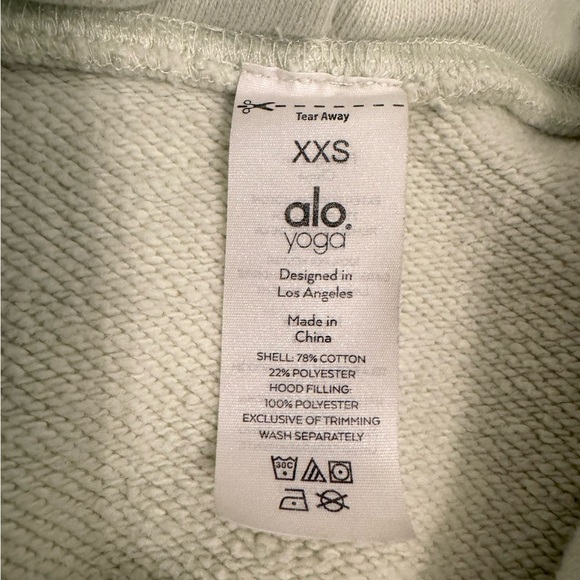 Tear Away
XXS
alo
yoga
Designed in
Los Angeles
Made in
China
SHELL: 78% COTTON
22% POLYESTER
HOOD FILLING:
100% POLYESTER
EXCLUSIVE OF TRIMMING
WASH SEPARATELY
30C